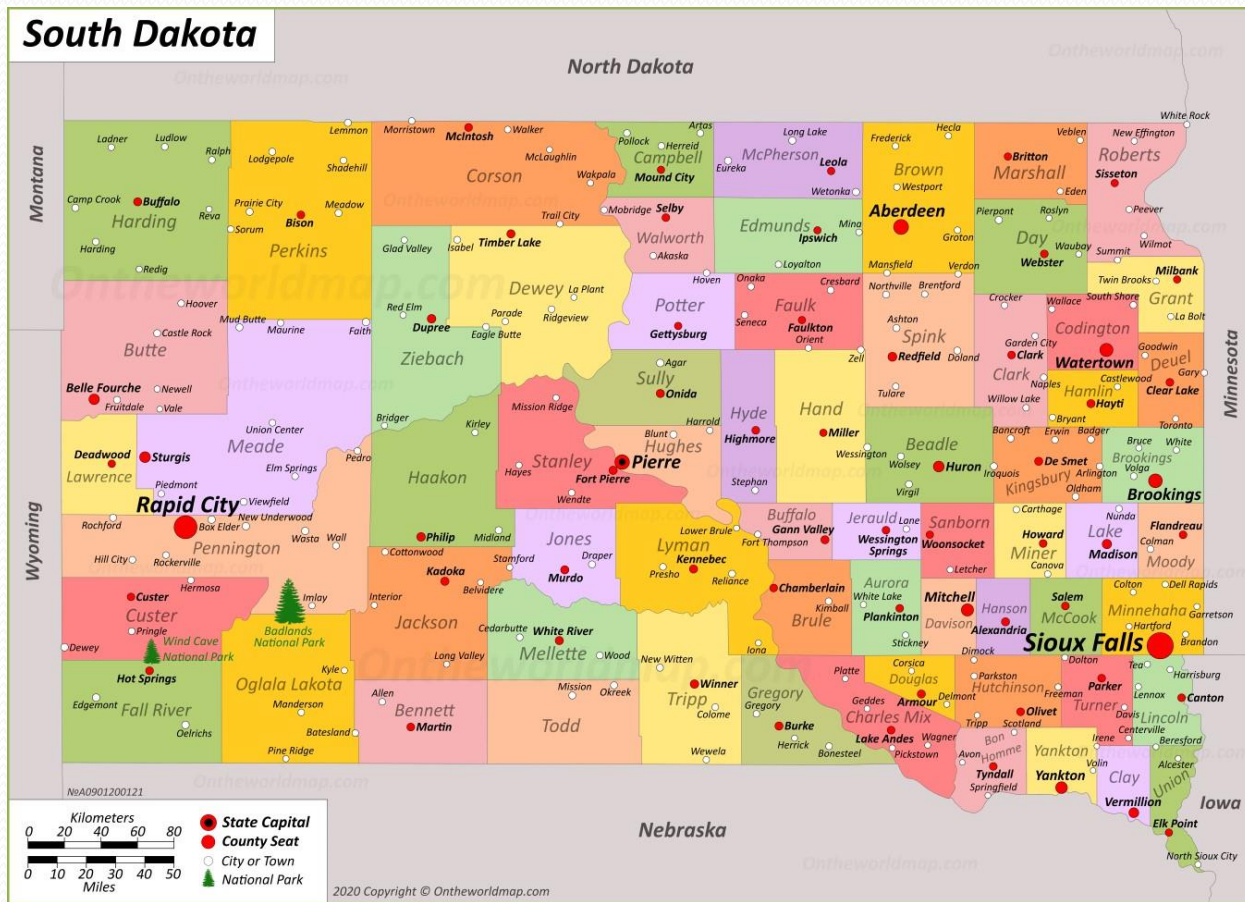 South Dakota
North Dakota
Montana
Wyoming
Minnesota
Iowa
Nebraska
Ontheworldmap.com
Ontheworldmap.com
Ontheworldmap.com
Ontheworldmap.com
Ontheworldmap.com
Ontheworldmap.com
Ontheworldmap.com
White Rock
Ladner
Ludlow
Ralph
Camp Crook
Buffalo
Harding
Reva
Harding
Redig
Lemmon
Lodgepole
Shadehill
Prairie City
Bison
Meadow
Sorum
Perkins
Morristown
McIntosh
Walker
McLaughlin
Corson
Wakpala
Trail City
Pollock
Artas
Herreid
Campbell
Mound City
Long Lake
McPherson
Eureka
Leola
Wetonka
Frederick
Hecla
Brown
Westport
Aberdeen
Groton
Mansfield
Verdon
Veblen
Britton
Marshall
Eden
New Effington
Roberts
Sisseton
Peever
Wilmot
Summit
Mobridge
Selby
Walworth
Akaska
Edmunds
Ipswich
Mina
Loyalton
Pierpont
Roslyn
Day
Waubay
Webster
Twin Brooks
Milbank
Grant
La Bolt
Glad Valley
Isabel
Timber Lake
Dewey
La Plant
Parade
Ridgeview
Eagle Butte
Red Elm
Dupree
Ziebach
Hoven
Potter
Gettysburg
Onaka
Cresbard
Faulk
Seneca
Faulkton
Orient
Northville
Brentford
Ashton
Spink
Redfield
Doland
Zell
Tulare
Crocker
Garden City
Clark
Clark
Naples
Willow Lake
Wallace
South Shore
Codington
Watertown
Goodwin
Deuel
Gary
Clear Lake
Toronto
Castlewood
Hamlin
Hayti
Bryant
Hoover
Mud Butte
Castle Rock
Butte
Belle Fourche
Newell
Fruitdale
Vale
Maurine
Faith
Union Center
Meade
Sturgis
Elm Springs
Piedmont
Viewfield
Bridger
Pedro
Deadwood
Lawrence
Kirley
Haakon
Philip
Midland
Mission Ridge
Hayes
Stanley
Fort Pierre
Wendte
Agar
Sully
Onida
Harrold
Blunt
Hughes
Pierre
Hyde
Highmore
Stephan
Hand
Miller
Wessington
Beadle
Wolsey
Huron
Virgil
Iroquois
Bancroft
Erwin
Badger
De Smet
Kingsbury
Arlington
Oldham
Bruce
White
Brookings
Volga
Brookings
Rapid City
Rochford
Box Elder
New Underwood
Wasta
Wall
Hill City
Rockerville
Pennington
Hermosa
Imlay
Custer
Custer
Pringle
Dewey
Wind Cave
National Park
Badlands
National Park
Hot Springs
Edgemont
Fall River
Oelrichs
Kyle
Oglala Lakota
Manderson
Batesland
Pine Ridge
Cottonwood
Kadoka
Belvidere
Interior
Jackson
Long Valley
Allen
Bennett
Martin
Jones
Stamford
Draper
Murdo
Cedarbutte
White River
Mellette
Wood
Mission
Okreek
Todd
Lower Brule
Lyman
Kennebec
Presho
Reliance
New Witten
Iona
Winner
Tripp
Colome
Wewela
Buffalo
Gann Valley
Fort Thompson
Jerauld
Lane
Wessington
Springs
Sanborn
Woonsocket
Letcher
Carthage
Howard
Miner
Canova
Nunda
Lake
Madison
Flandreau
Colman
Moody
Chamberlain
Kimball
Brule
Aurora
White Lake
Plankinton
Stickney
Mitchell
Davison
Hanson
Alexandria
Salem
McCook
Colton
Dell Rapids
Minnehaha
Garretson
Hartford
Brandon
Sioux Falls
Gregory
Gregory
Burke
Herrick
Bonesteel
Platte
Geddes
Charles Mix
Lake Andes
Wagner
Pickstown
Corsica
Douglas
Armour
Delmont
Dimock
Parkston
Hutchinson
Olivet
Tripp
Scotland
Freeman
Dolton
Parker
Turner
Davis
Centerville
Irene
Tea
Harrisburg
Lennox
Canton
Lincoln
Beresford
Avon
Bon
Homme
Tyndall
Springfield
Yankton
Volin
Yankton
Clay
Vermillion
Alcester
Union
Elk Point
North Sioux City
№A0901200121
Kilometers
0 20 40 60 80
0 10 20 30 40 50
Miles
State Capital
County Seat
City or Town
National Park
2020 Copyright © Ontheworldmap.com